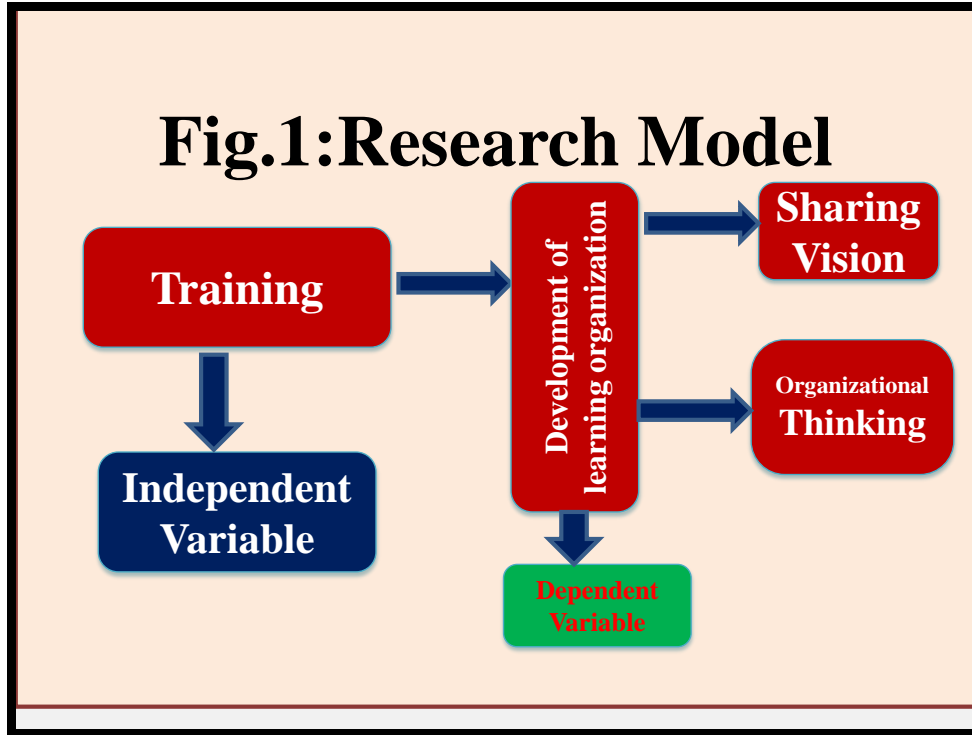 Fig.1:Research Model
Training
Independent
Variable
Development of
learning organization
Dependent
Variable
Sharing
Vision
Organizational
Thinking